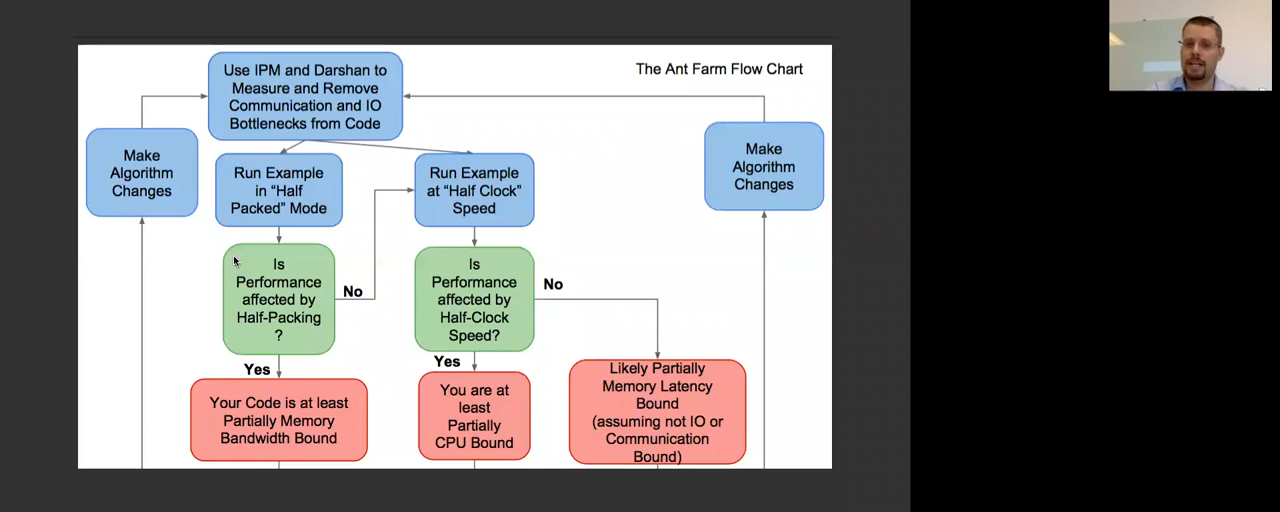 The Ant Farm Flow Chart
Use IPM and Darshan to
Measure and Remove
Communication and IO
Bottlenecks from Code
Make
Algorithm
Changes
Run Example
in “Half
Packed” Mode
Run Example
at “Half Clock”
Speed
Make
Algorithm
Changes
Is
Performance
affected by
Half-Packing
?
No
Is
Performance
affected by
Half-Clock
Speed?
No
Yes
Yes
Your Code is at least
Partially Memory
Bandwidth Bound
You are at
least
Partially
CPU Bound
Likely Partially
Memory Latency
Bound
(assuming not IO or
Communication
Bound)